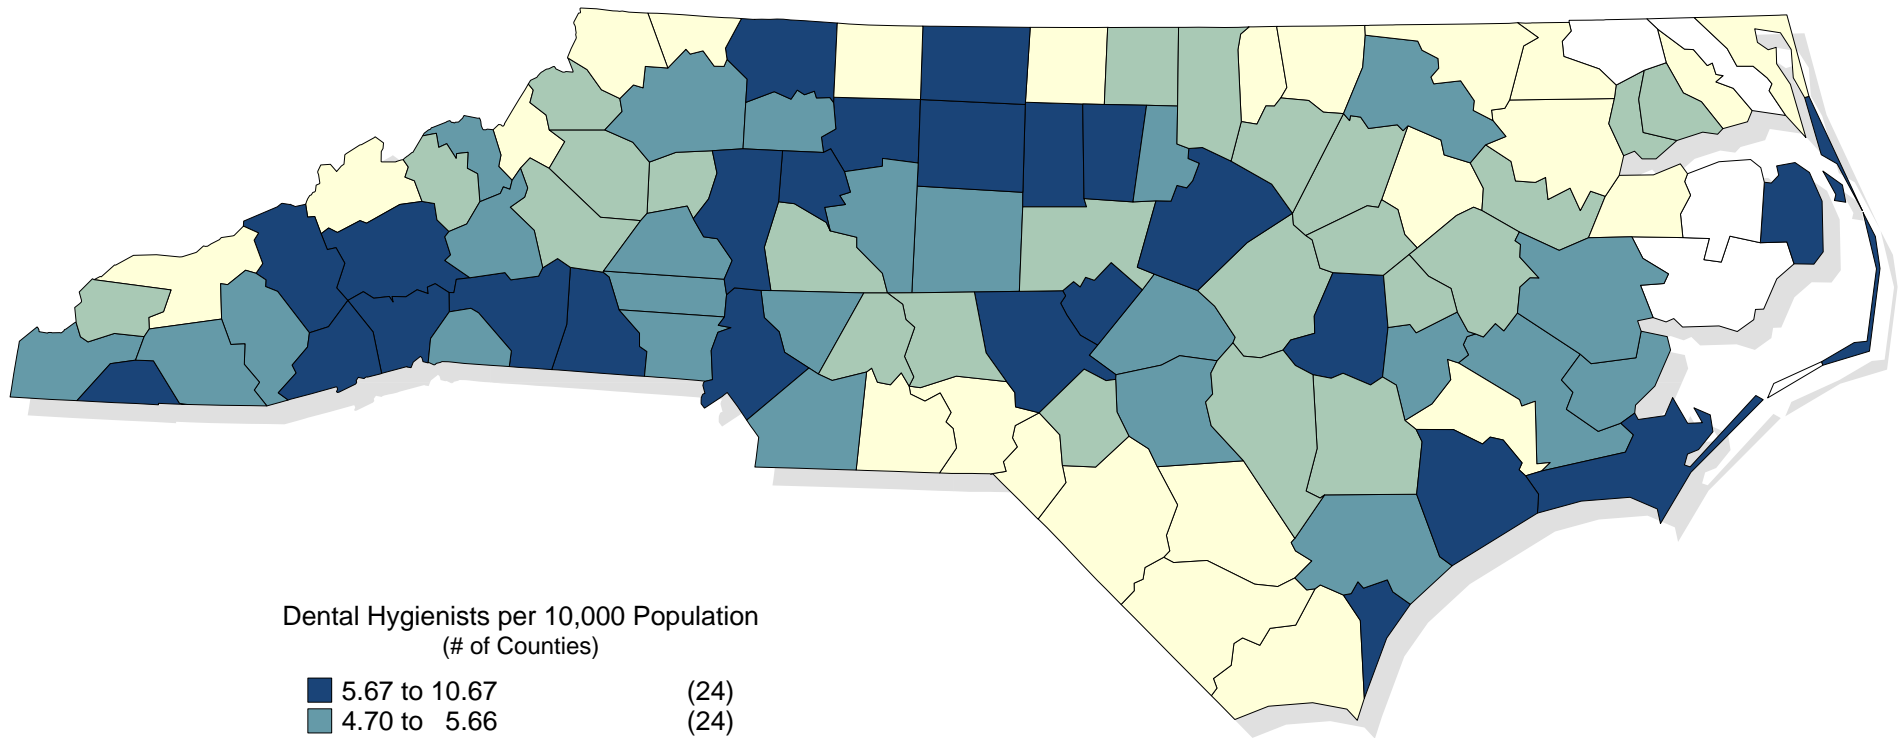 Dental Hygienists per 10,000 Population
(# of Counties)
5.67 to 10.67 (24)
4.70 to 5.66 (24)